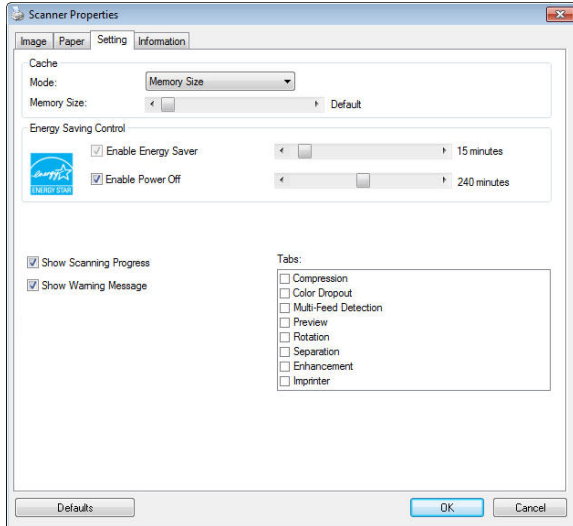 Scanner Properties
Image Paper Setting Information
Cache
Mode: Memory Size
Memory Size: Default
Energy Saving Control
Enable Energy Saver 15 minutes
energy
ENERGY STAR
Enable Power Off 240 minutes
Show Scanning Progress
Show Warning Message
Tabs:
Compression
Color Dropout
Multi-Feed Detection
Preview
Rotation
Separation
Enhancement
Imprinter
Defaults OK Cancel